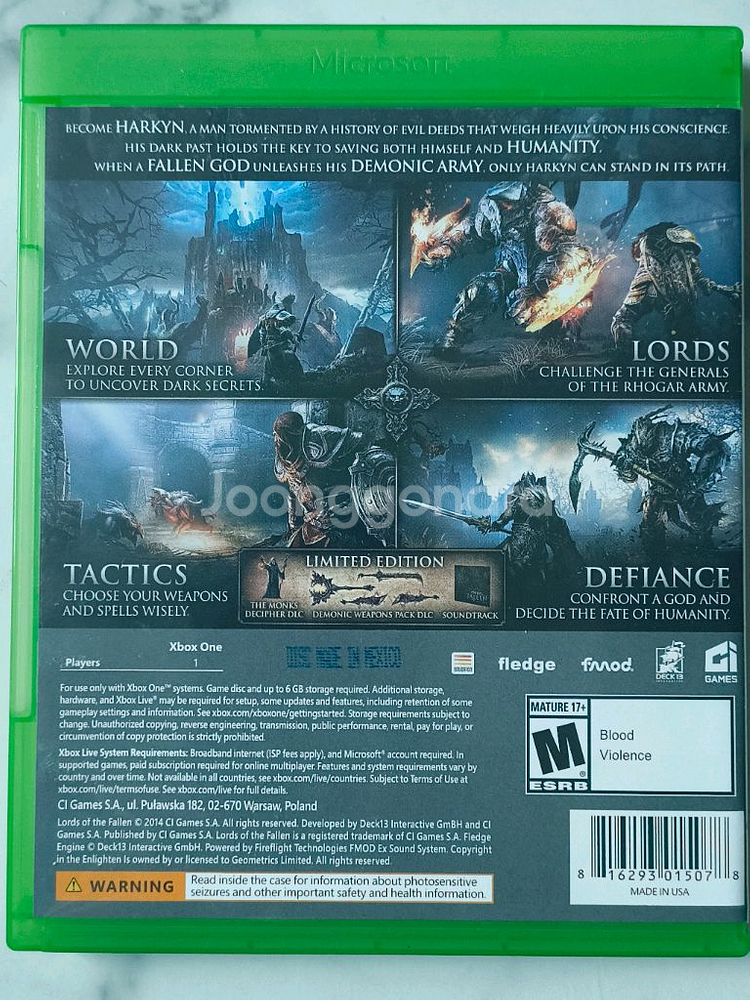 Microsoft
BECOME HARKYN, A MAN TORMENTED BY A HISTORY OF EVIL DEEDS THAT WEIGH HEAVILY UPON HIS CONSCIENCE.
HIS DARK PAST HOLDS THE KEY TO SAVING BOTH HIMSELF AND HUMANITY.
WHEN A FALLEN GOD UNLEASHES HIS DEMONIC ARMY, ONLY HARKYN CAN STAND IN ITS PATH.
WORLD
EXPLORE EVERY CORNER
TO UNCOVER DARK SECRETS.
LORDS
CHALLENGE THE GENERALS
OF THE RHOGAR ARMY.
Joonggonara
TACTICS
CHOOSE YOUR WEAPONS
AND SPELLS WISELY.
LIMITED EDITION
THE MONKS
DECIPHER DLC
DEMONIC WEAPONS PACK DLC
SOUNDTRACK
DEFIANCE
CONFRONT A GOD AND
DECIDE THE FATE OF HUMANITY.
Xbox One
Players 1
DISC MADE IN MEXICO
fledge
fmod
DECK 13
CI GAMES
For use only with Xbox One™ systems. Game disc and up to 6 GB storage required. Additional storage,
hardware, and Xbox Live® may be required for setup, some updates and features, including retention of some
gameplay settings and information. See xbox.com/xboxone/gettingstarted. Storage requirements subject to
change. Unauthorized copying, reverse engineering, transmission, public performance, rental, pay for play, or
circumvention of copy protection is strictly prohibited.
Xbox Live System Requirements: Broadband internet (ISP fees apply), and Microsoft® account required. In
supported games, paid subscription required for online multiplayer. Features and system requirements vary by
country and over time. Not available in all countries, see xbox.com/live/countries. Subject to Terms of Use at
xbox.com/live/termsofuse. See xbox.com/live for full details.
CI Games S.A., ul. Puławska 182, 02-670 Warsaw, Poland
Lords of the Fallen © 2014 CI Games S.A. All rights reserved. Developed by Deck13 Interactive GmBH and CI
Games S.A. Published by CI Games S.A. Lords of the Fallen is a registered trademark of CI Games S.A. Fledge
Engine © Deck13 Interactive GmbH. Powered by Fireflight Technologies FMOD Ex Sound System. Copyright
in the Enlighten Is owned by or licensed to Geometrics Limited. All rights reserved.
WARNING
Read inside the case for information about photosensitive
seizures and other important safety and health information.
MATURE 17+
M
®
ESRB
Blood
Violence
8 16293 01507 8
MADE IN USA